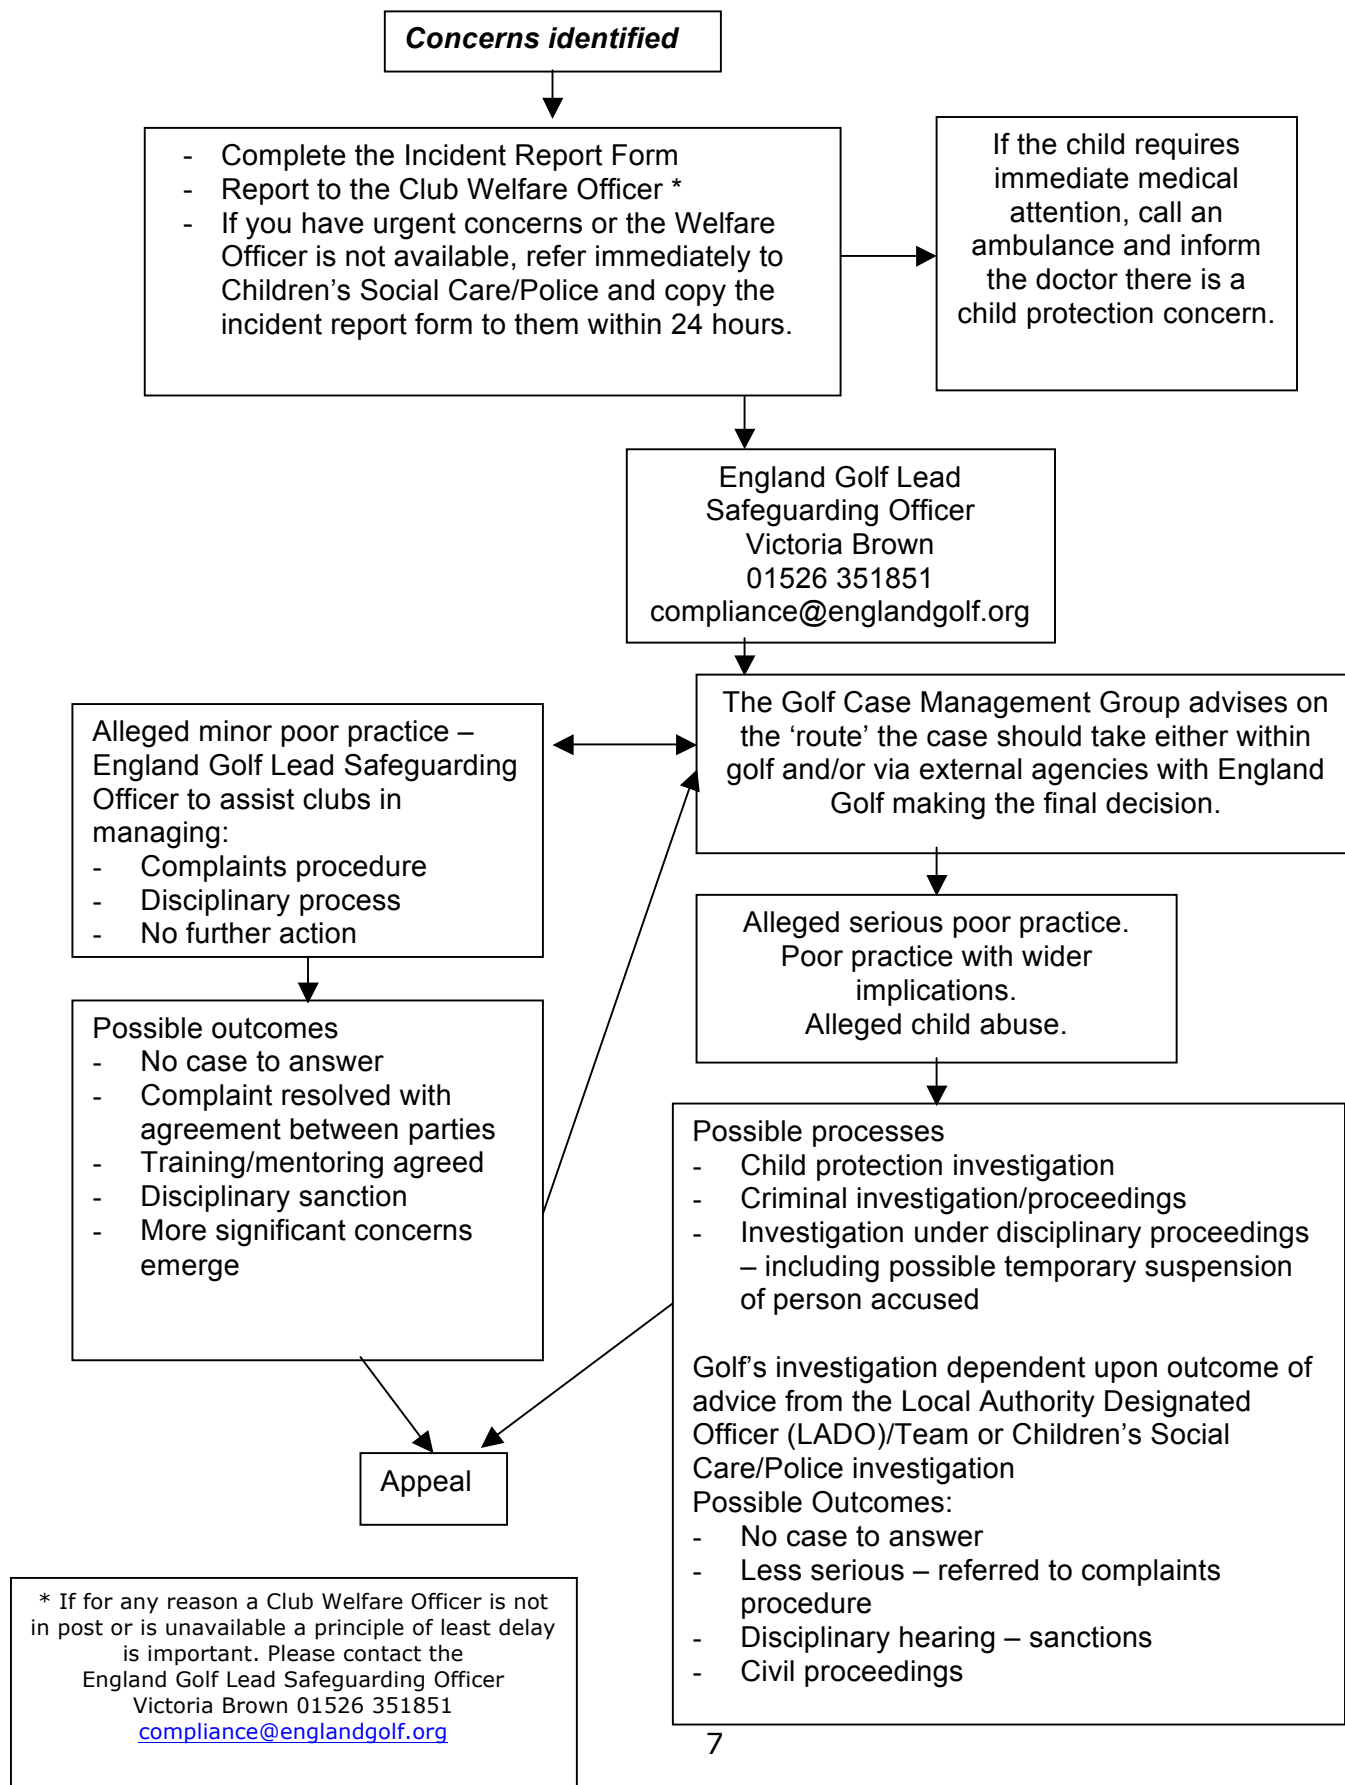 Concerns identified
- Complete the Incident Report Form
- Report to the Club Welfare Officer *
- If you have urgent concerns or the Welfare
Officer is not available, refer immediately to
Children’s Social Care/Police and copy the
incident report form to them within 24 hours.
If the child requires
immediate medical
attention, call an
ambulance and inform
the doctor there is a
child protection concern.
England Golf Lead
Safeguarding Officer
Victoria Brown
01526 351851
compliance@englandgolf.org
The Golf Case Management Group advises on
the ‘route’ the case should take either within
golf and/or via external agencies with England
Golf making the final decision.
Alleged minor poor practice –
England Golf Lead Safeguarding
Officer to assist clubs in
managing:
- Complaints procedure
- Disciplinary process
- No further action
Alleged serious poor practice.
Poor practice with wider
implications.
Alleged child abuse.
Possible outcomes
- No case to answer
- Complaint resolved with
agreement between parties
- Training/mentoring agreed
- Disciplinary sanction
- More significant concerns
emerge
Possible processes
- Child protection investigation
- Criminal investigation/proceedings
- Investigation under disciplinary proceedings
– including possible temporary suspension
of person accused
Golf’s investigation dependent upon outcome of
advice from the Local Authority Designated
Officer (LADO)/Team or Children’s Social
Care/Police investigation
Possible Outcomes:
- No case to answer
- Less serious – referred to complaints
procedure
- Disciplinary hearing – sanctions
- Civil proceedings
Appeal
* If for any reason a Club Welfare Officer is not
in post or is unavailable a principle of least delay
is important. Please contact the
England Golf Lead Safeguarding Officer
Victoria Brown 01526 351851
compliance@englandgolf.org
7